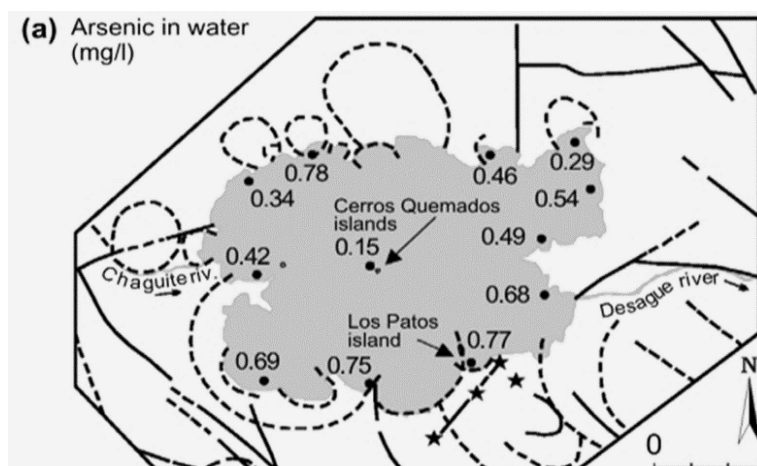 (a) Arsenic in water
(mg/l)
0.78
0.46
0.29
0.34
0.54
Cerros Quemados
islands
0.15
0.49
0.42
Chaguite riv.
0.68
Desague river
Los Patos
island
0.77
0.69
0.75
N
0